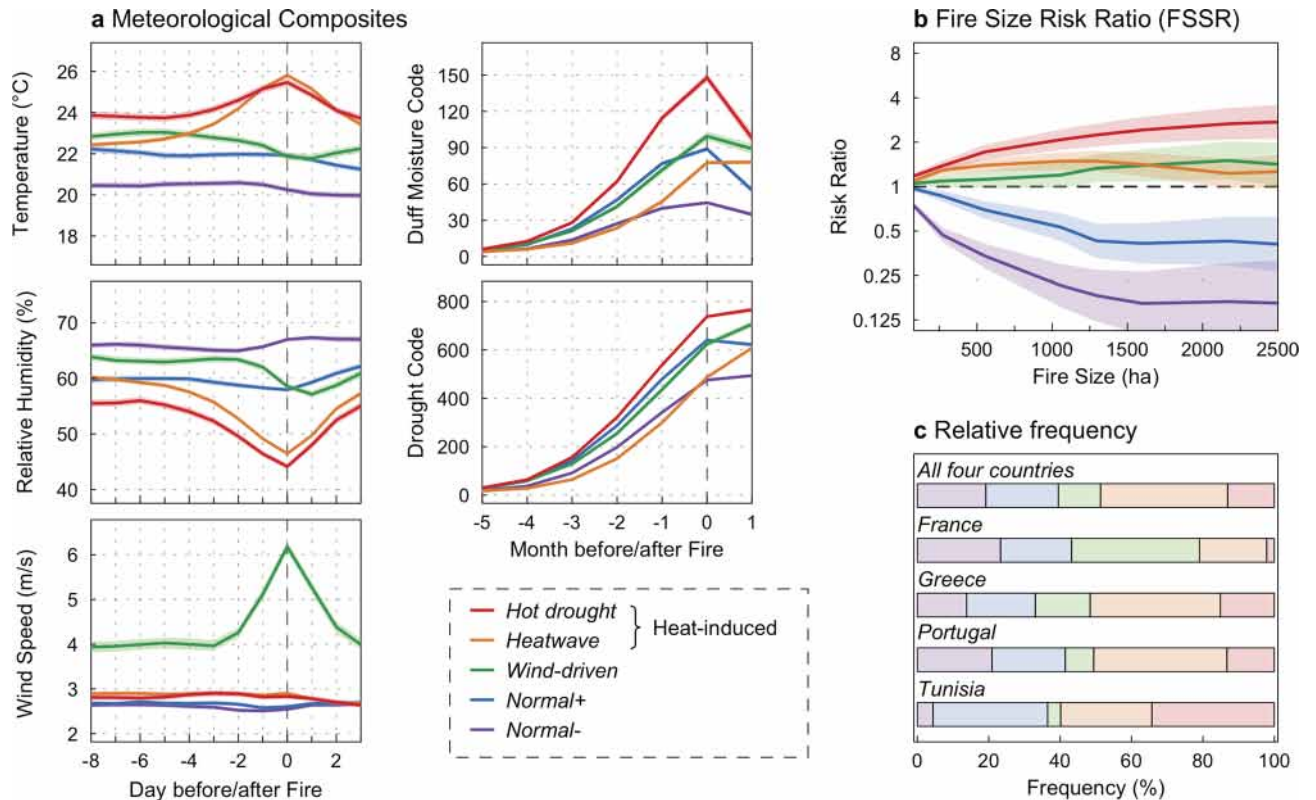 a Meteorological Composites
Temperature (°C)
26
24
22
20
18
Relative Humidity (%)
70
60
50
40
Wind Speed (m/s)
6
5
4
3
2
-8 -6 -4 -2 0 2
Day before/after Fire
Duff Moisture Code
150
120
90
60
30
0
Drought Code
800
600
400
200
0
-5 -4 -3 -2 -1 0 1
Month before/after Fire
Hot drought
Heatwave
Heat-induced
Wind-driven
Normal+
Normal-
b Fire Size Risk Ratio (FSSR)
Risk Ratio
8
4
2
1
0.5
0.25
0.125
500 1000 1500 2000 2500
Fire Size (ha)
c Relative frequency
All four countries
France
Greece
Portugal
Tunisia
0 20 40 60 80 100
Frequency (%)